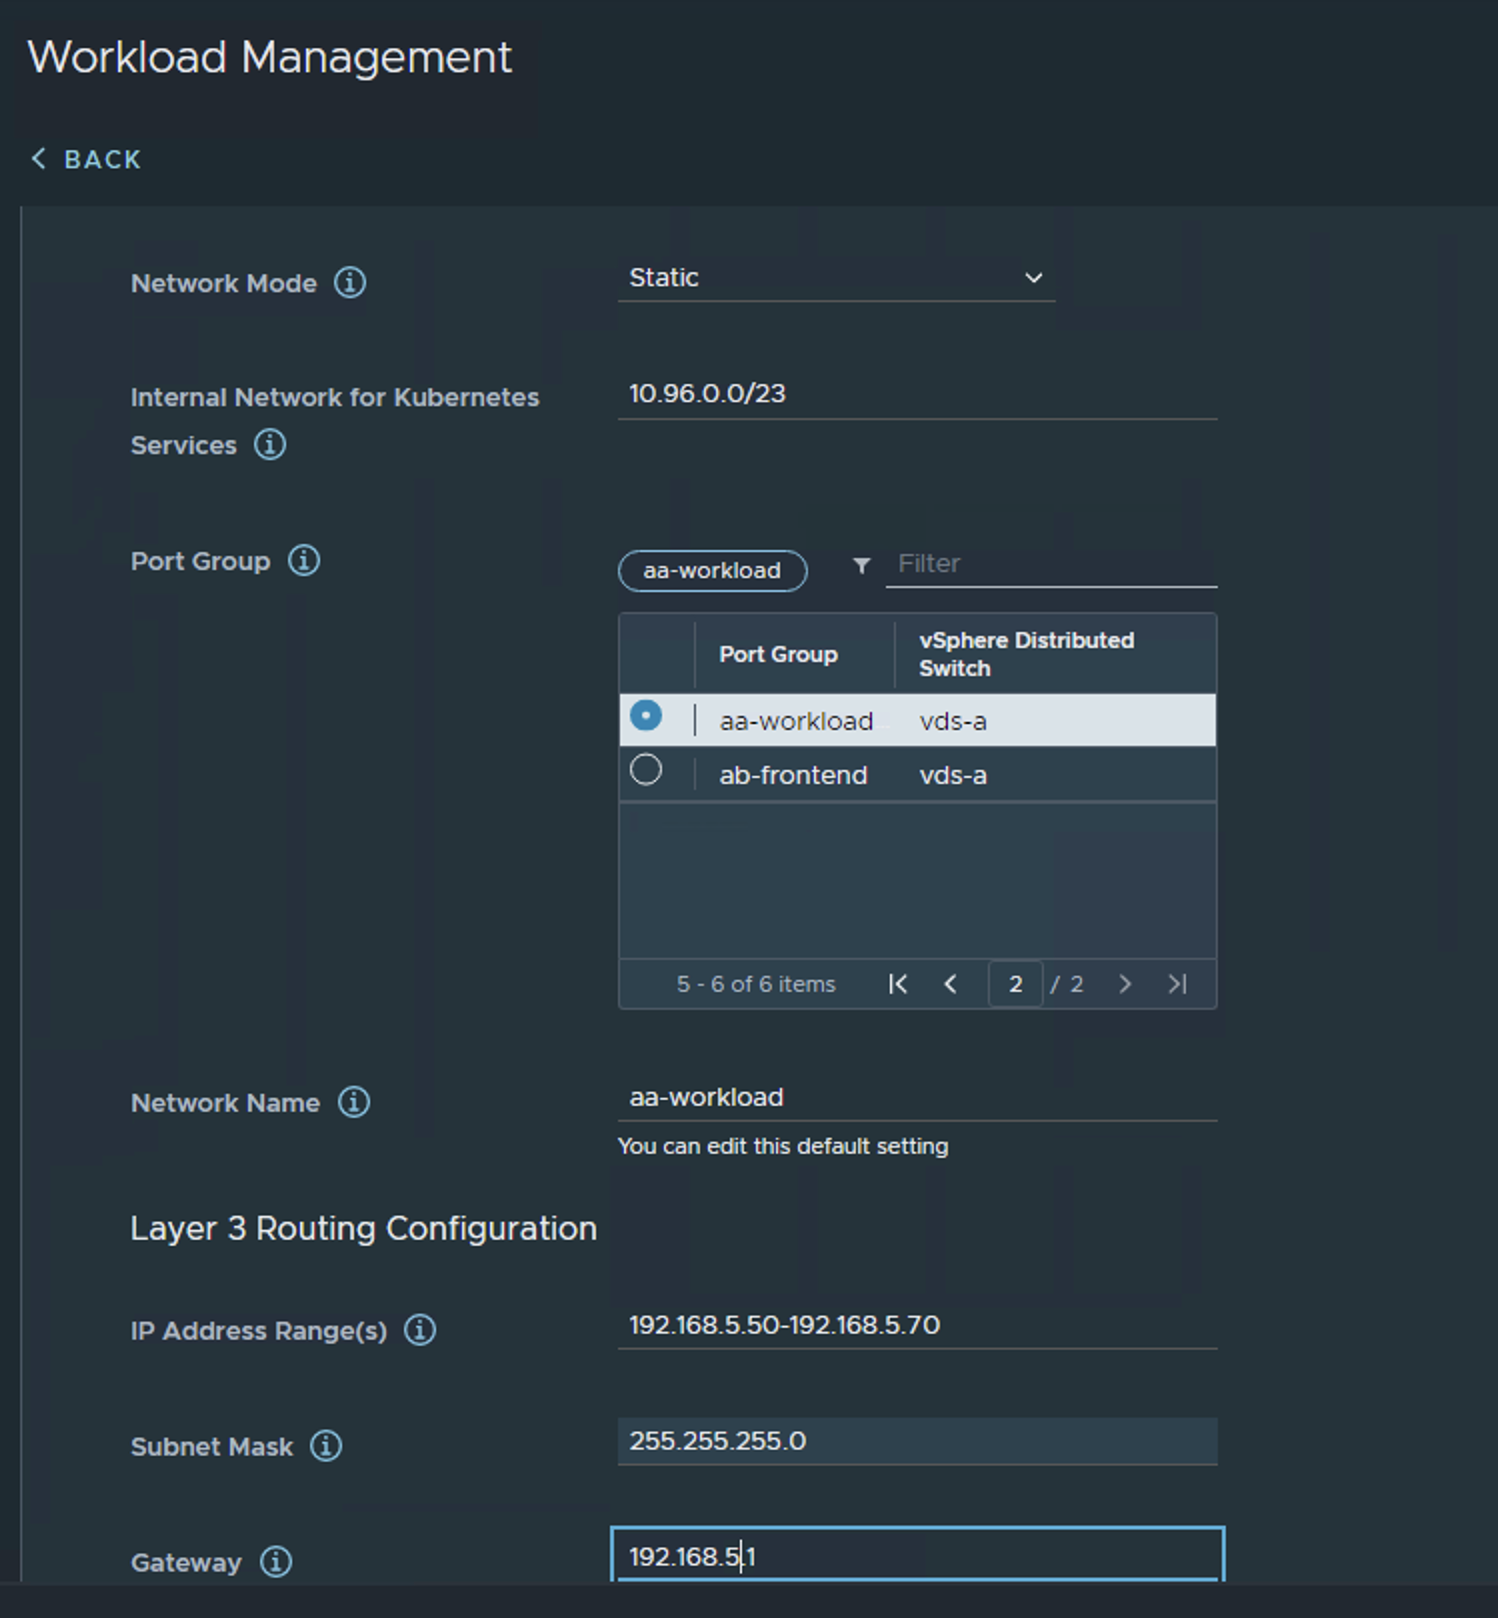 Workload Management
BACK
Network Mode
Static
Internal Network for Kubernetes
Services
10.96.0.0/23
Port Group
aa-workload
Filter
Port Group
vSphere Distributed
Switch
aa-workload vds-a
ab-frontend vds-a
5 - 6 of 6 items 2 / 2
Network Name
aa-workload
You can edit this default setting
Layer 3 Routing Configuration
IP Address Range(s)
192.168.5.50-192.168.5.70
Subnet Mask
255.255.255.0
Gateway
192.168.5.1